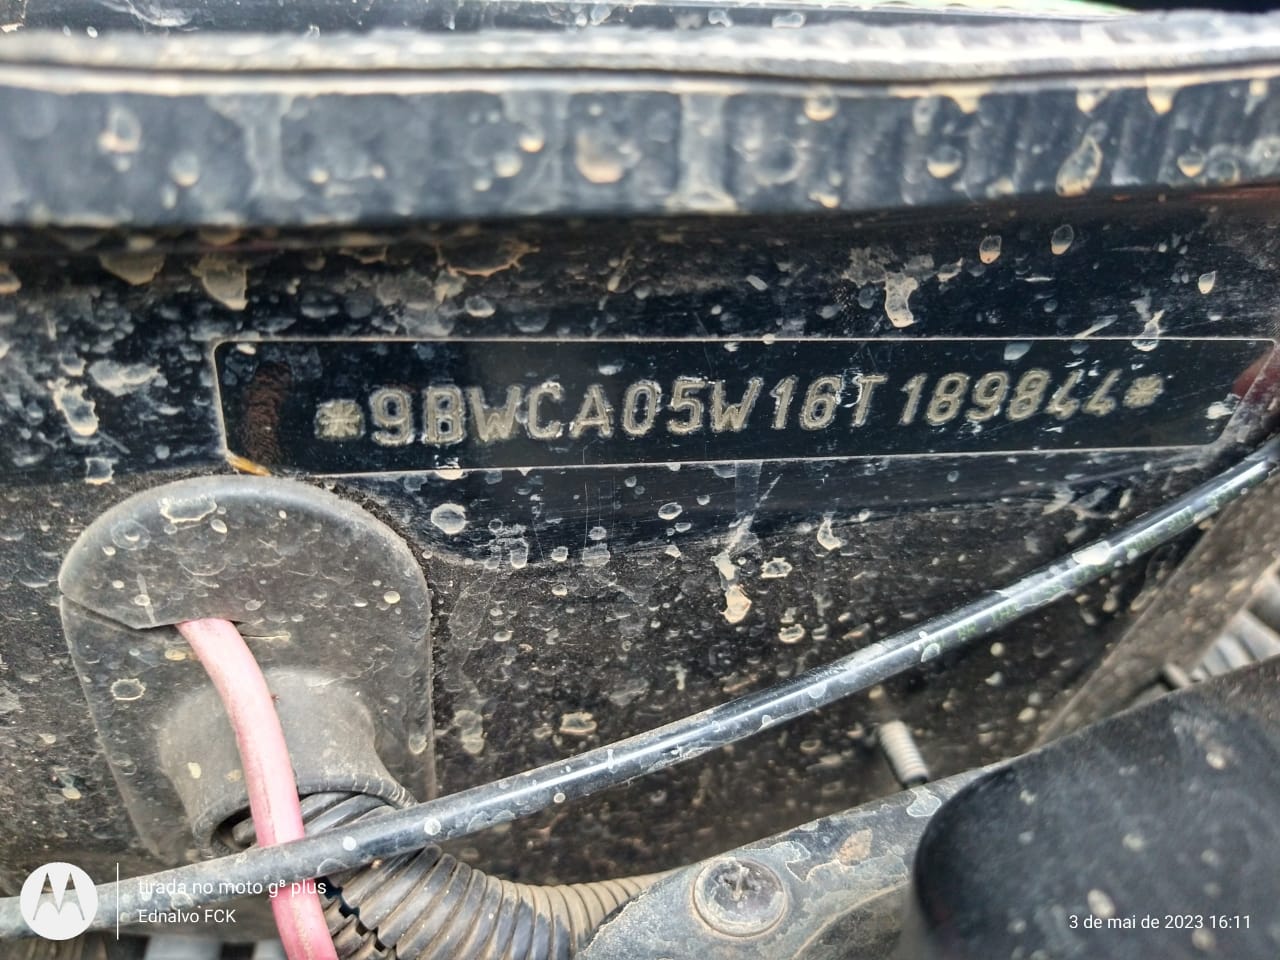 *9BWCA05W16T189844*
tirada no moto g⁸ plus
Ednalvo FCK
3 de mai de 2023 16:11